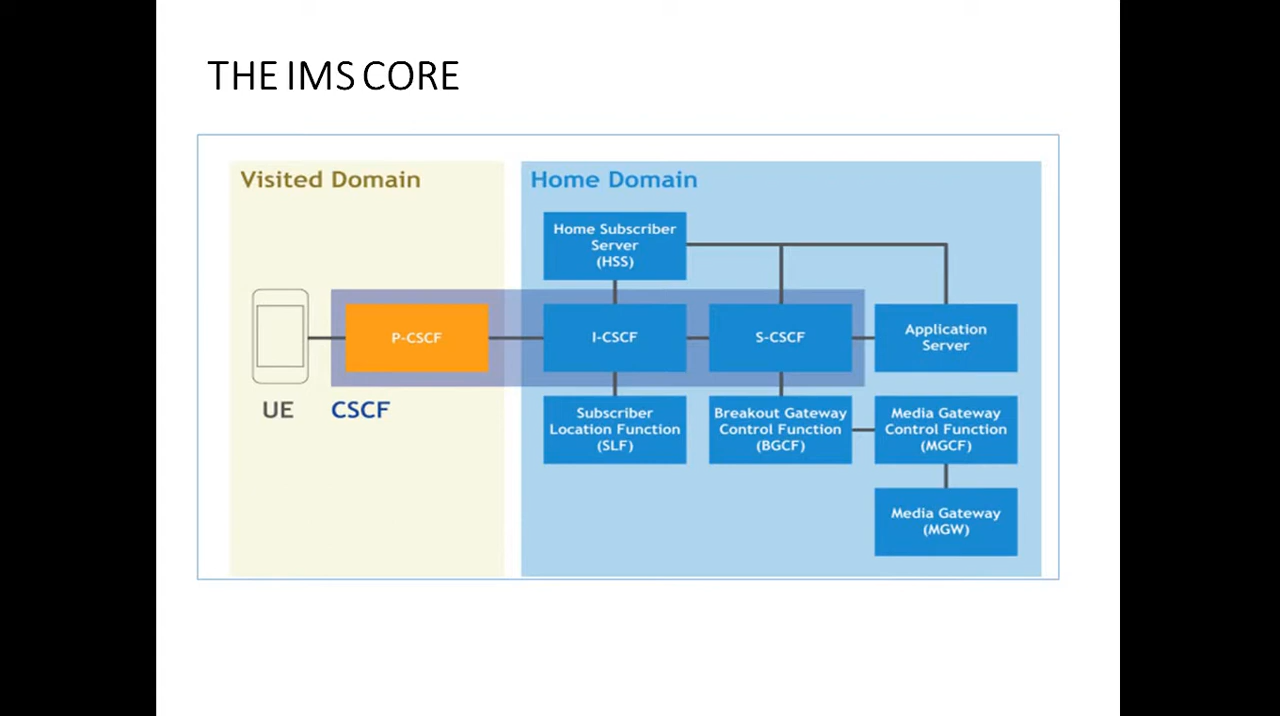 THE IMS CORE
Visited Domain
Home Domain
Home Subscriber
Server
(HSS)
P-CSCF
I-CSCF
S-CSCF
Application
Server
UE
CSCF
Subscriber
Location Function
(SLF)
Breakout Gateway
Control Function
(BGCF)
Media Gateway
Control Function
(MGCF)
Media Gateway
(MGW)